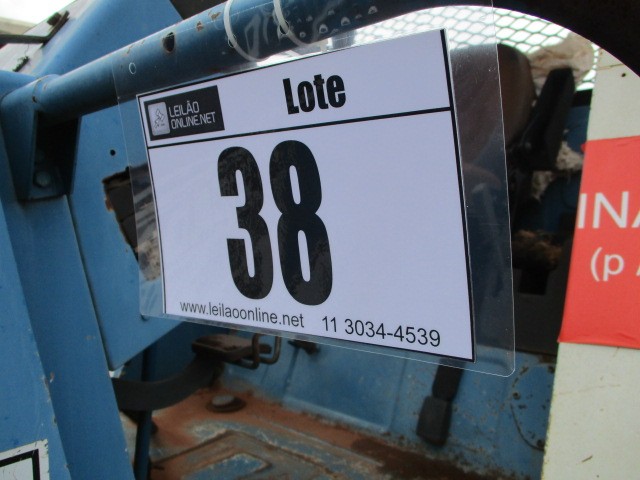 LEILÃO
ONLINE.NET
Lote
38
www.leilaoonline.net 11 3034-4539
INA
(p